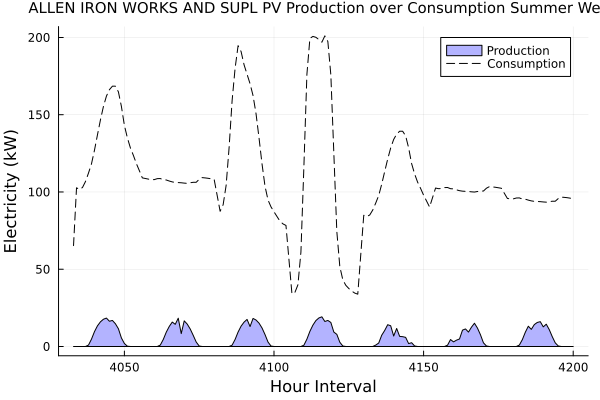 ALLEN IRON WORKS AND SUPL PV Production over Consumption Summer We
Production
Consumption
Electricity (kW)
200
150
100
50
0
4050 4100 4150 4200
Hour Interval